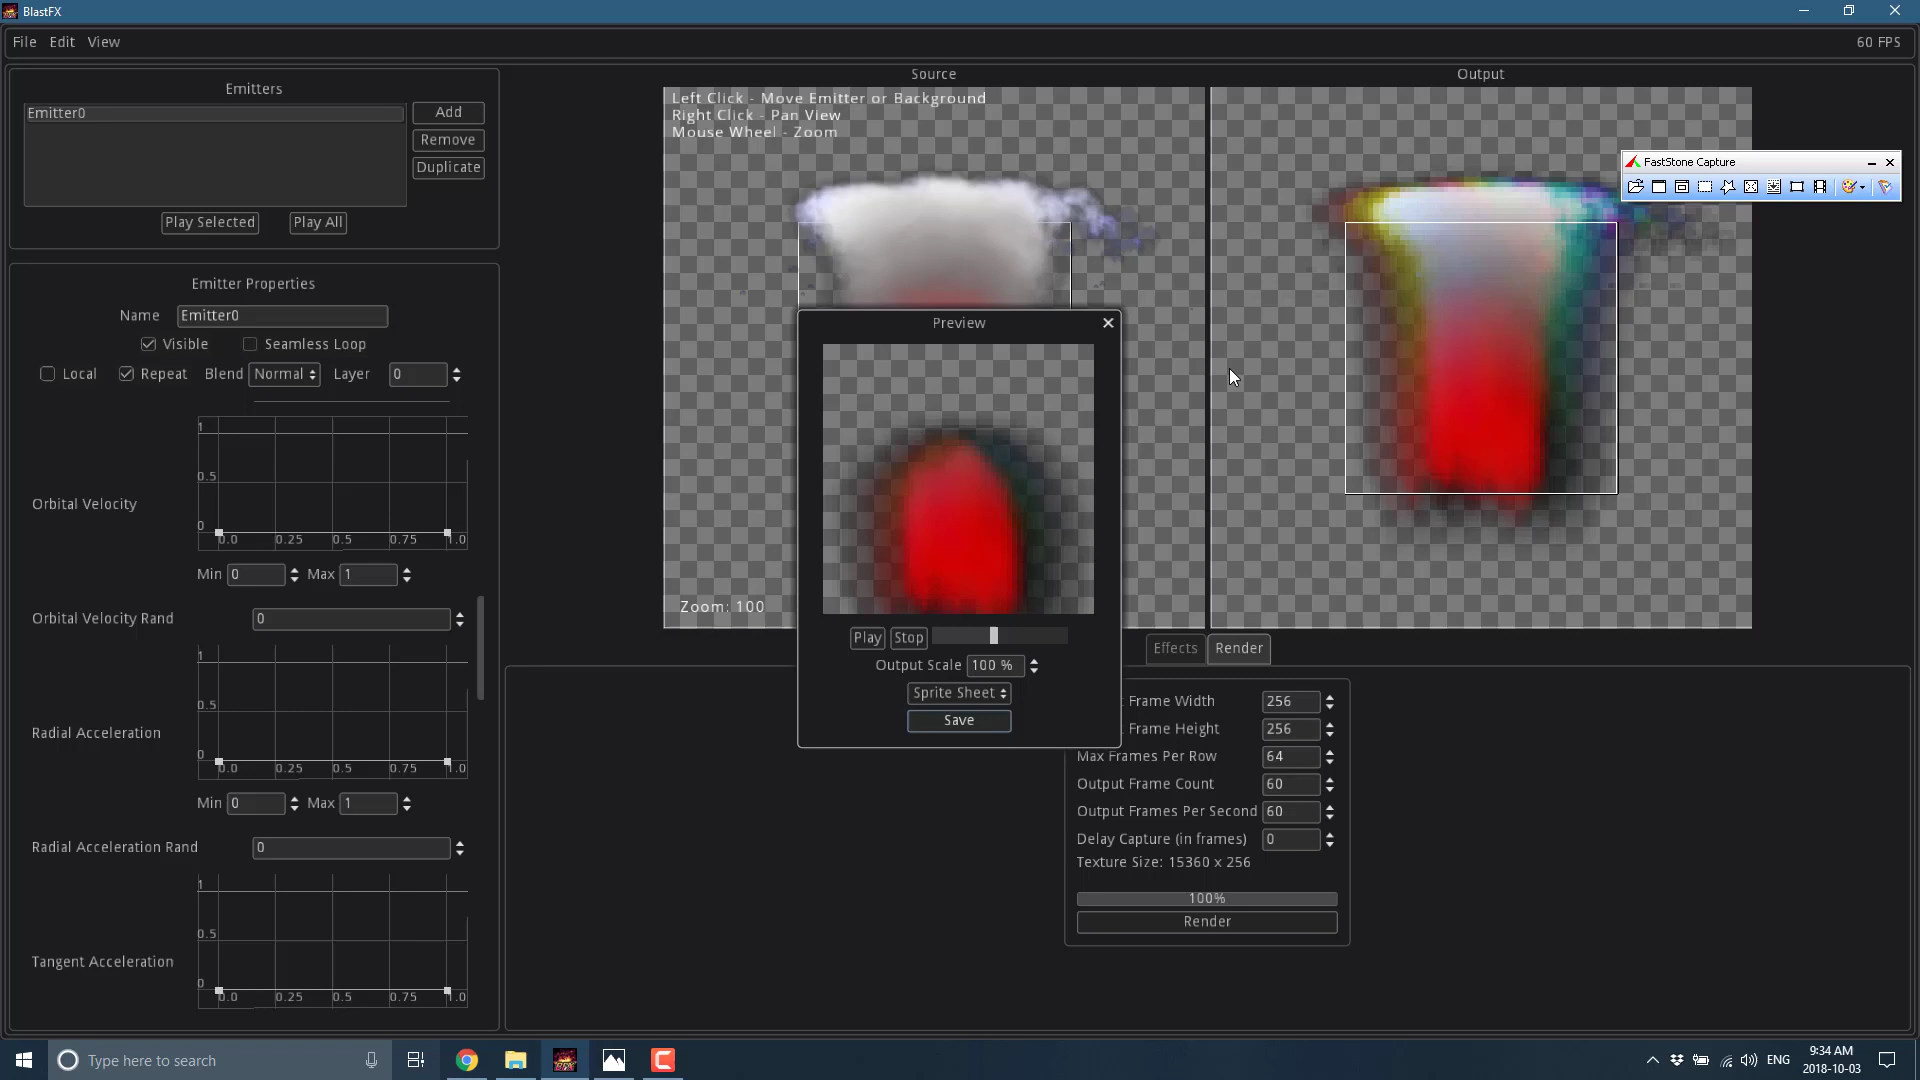 BlastFX
File Edit View
60 FPS
Emitters
Emitter0
Add
Remove
Duplicate
Play Selected
Play All
Emitter Properties
Name Emitter0
Visible Seamless Loop
Local Repeat Blend Normal Layer 0
1
0.5
0
0.0 0.25 0.5 0.75 1.0
Orbital Velocity
Min 0 Max 1
Orbital Velocity Rand 0
1
0.5
0
0.0 0.25 0.5 0.75 1.0
Radial Acceleration
Min 0 Max 1
Radial Acceleration Rand 0
1
0.5
0
0.0 0.25 0.5 0.75 1.0
Tangent Acceleration
Source
Left Click - Move Emitter or Background
Right Click - Pan View
Mouse Wheel - Zoom
Zoom: 100
Output
FastStone Capture
Preview
Play Stop
Output Scale 100 %
Sprite Sheet
Save
Effects Render
Frame Width 256
Frame Height 256
Max Frames Per Row 64
Output Frame Count 60
Output Frames Per Second 60
Delay Capture (in frames) 0
Texture Size: 15360 x 256
100%
Render
Type here to search
ENG
9:34 AM
2018-10-03